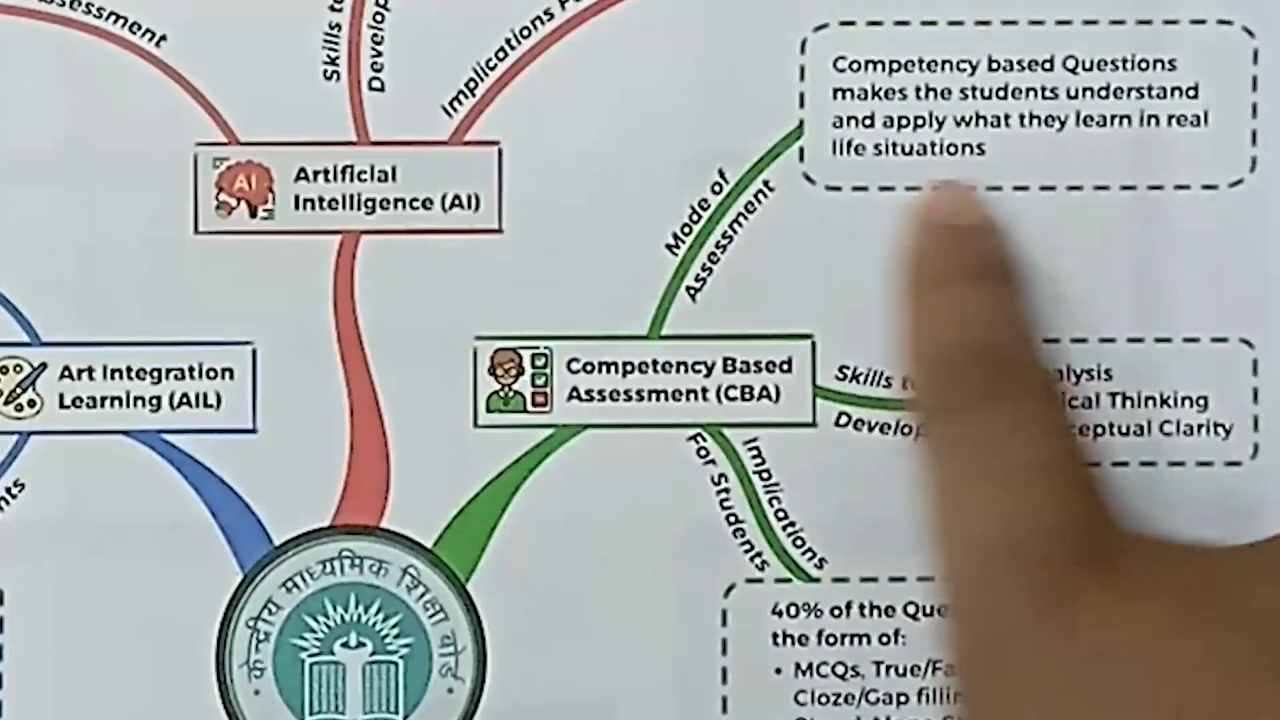 ssessment
Skills to
Develop
Implications
Competency based Questions
makes the students understand
and apply what they learn in real
life situations
AI
Artificial
Intelligence (AI)
Mode of
Assessment
Art Integration
Learning (AIL)
Competency Based
Assessment (CBA)
Skills
Develop
alysis
ical Thinking
ceptual Clarity
Implications
For Students
nts
केन्द्रीय माध्यमिक शिक्षा बोर्ड
40% of the Que
the form of:
• MCQs, True/Fa
Cloze/Gap fillin